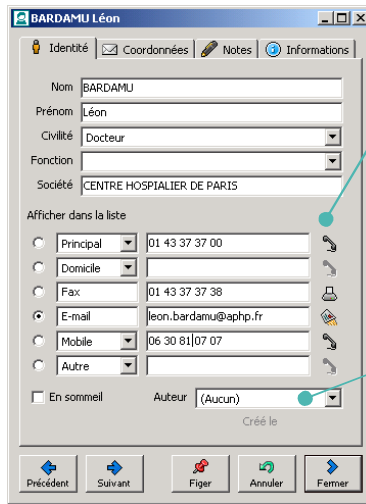 BARDAMU Léon
Identité Coordonnées Notes Informations
Nom BARDAMU
Prénom Léon
Civilité Docteur
Fonction
Société CENTRE HOSPIALIER DE PARIS
Afficher dans la liste
Principal 01 43 37 37 00
Domicile
Fax 01 43 37 37 38
E-mail leon.bardamu@aphp.fr
Mobile 06 30 81 07 07
Autre
En sommeil Auteur (Aucun)
Créé le
Précédent Suivant Figer Annuler Fermer